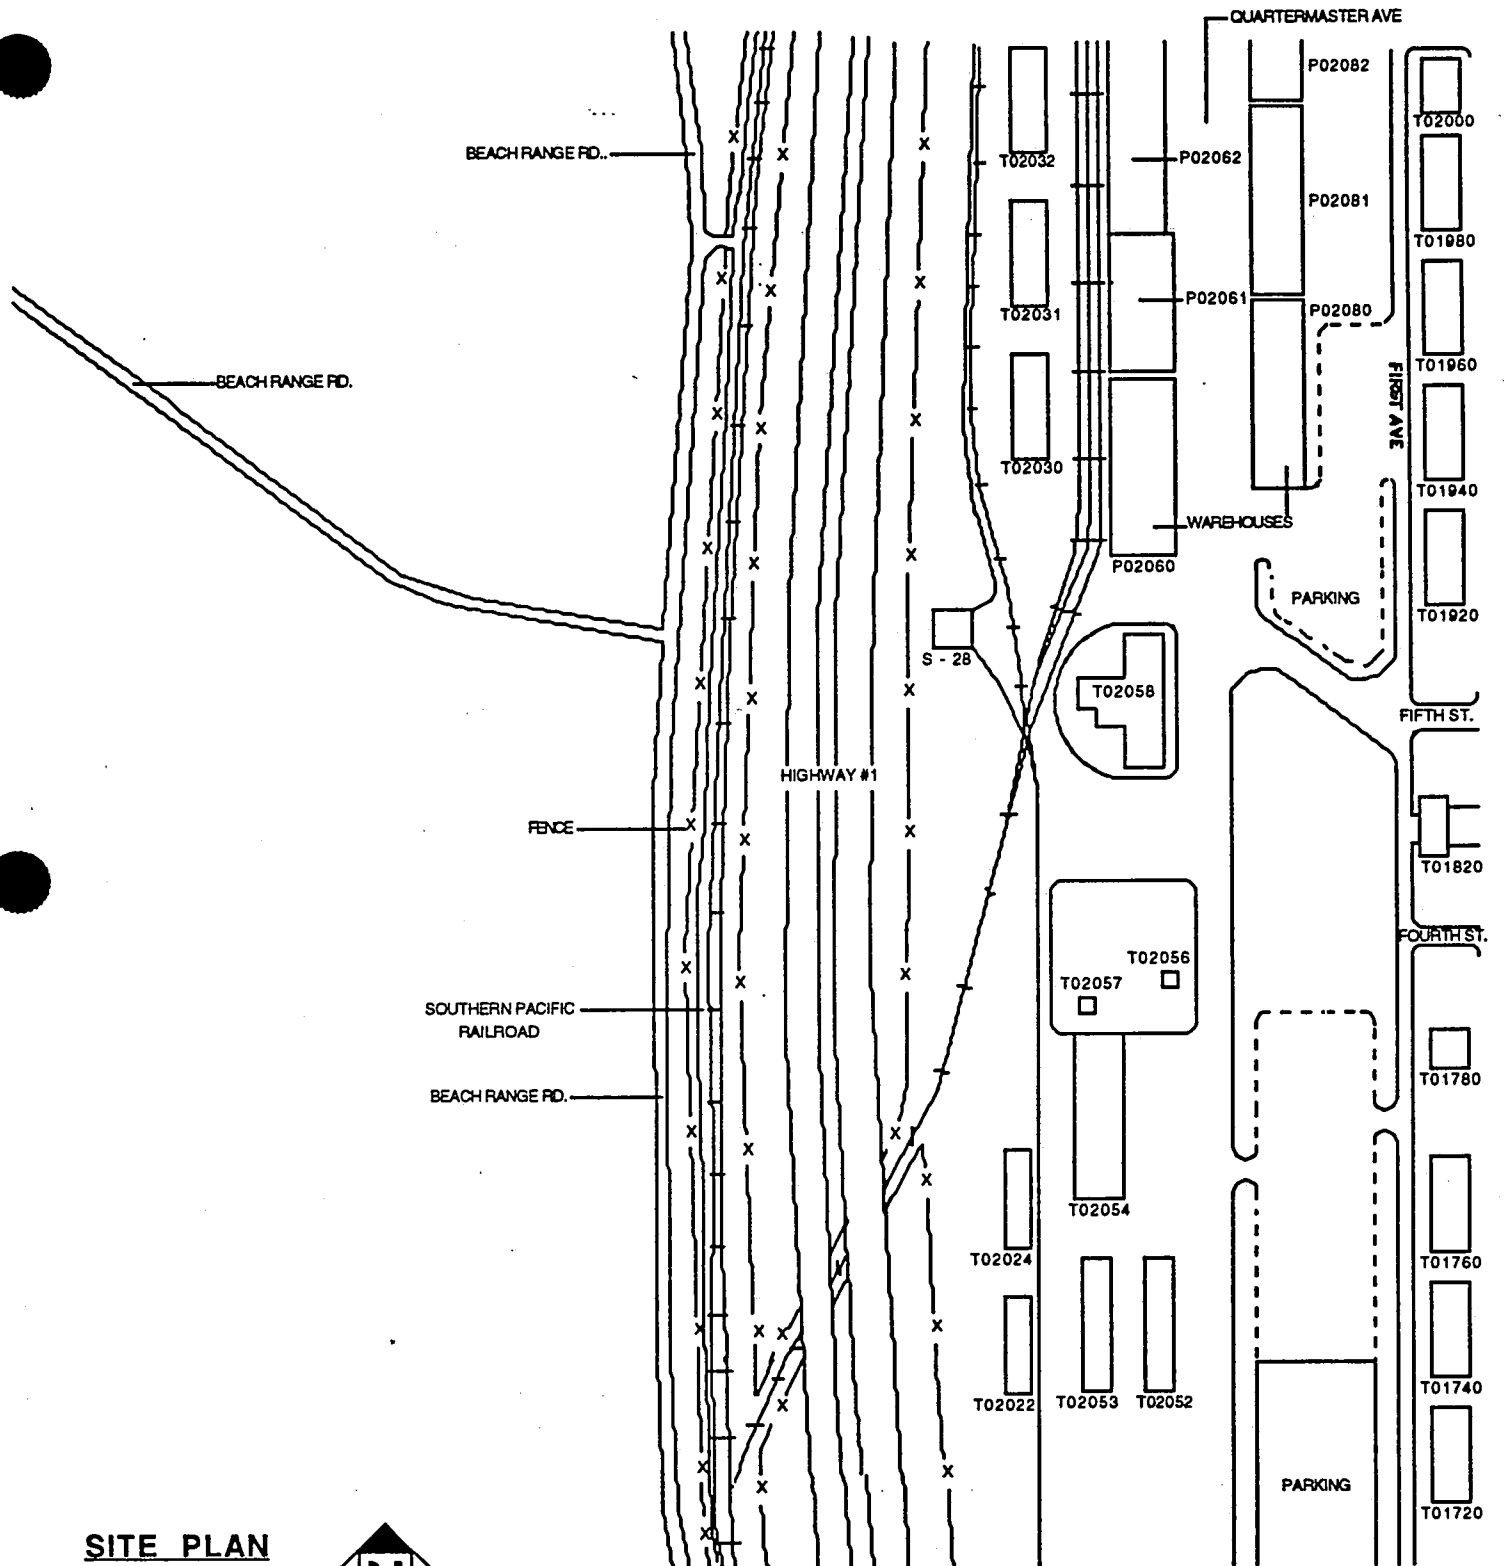 QUARTERMASTER AVE
P02082
T02000
BEACH RANGE RD..
T02032
P02062
P02081
T01980
P02061
T02031
P02080
T01960
BEACH RANGE RD.
FIRST AVE
T02030
T01940
WAREHOUSES
P02060
PARKING
T01920
S - 28
T02058
FIFTH ST.
HIGHWAY #1
FENCE
T01820
FOURTH ST.
T02056
T02057
SOUTHERN PACIFIC
RAILROAD
T01780
BEACH RANGE RD.
T02054
T02024
T01760
T02022
T02053
T02052
T01740
PARKING
T01720
SITE PLAN